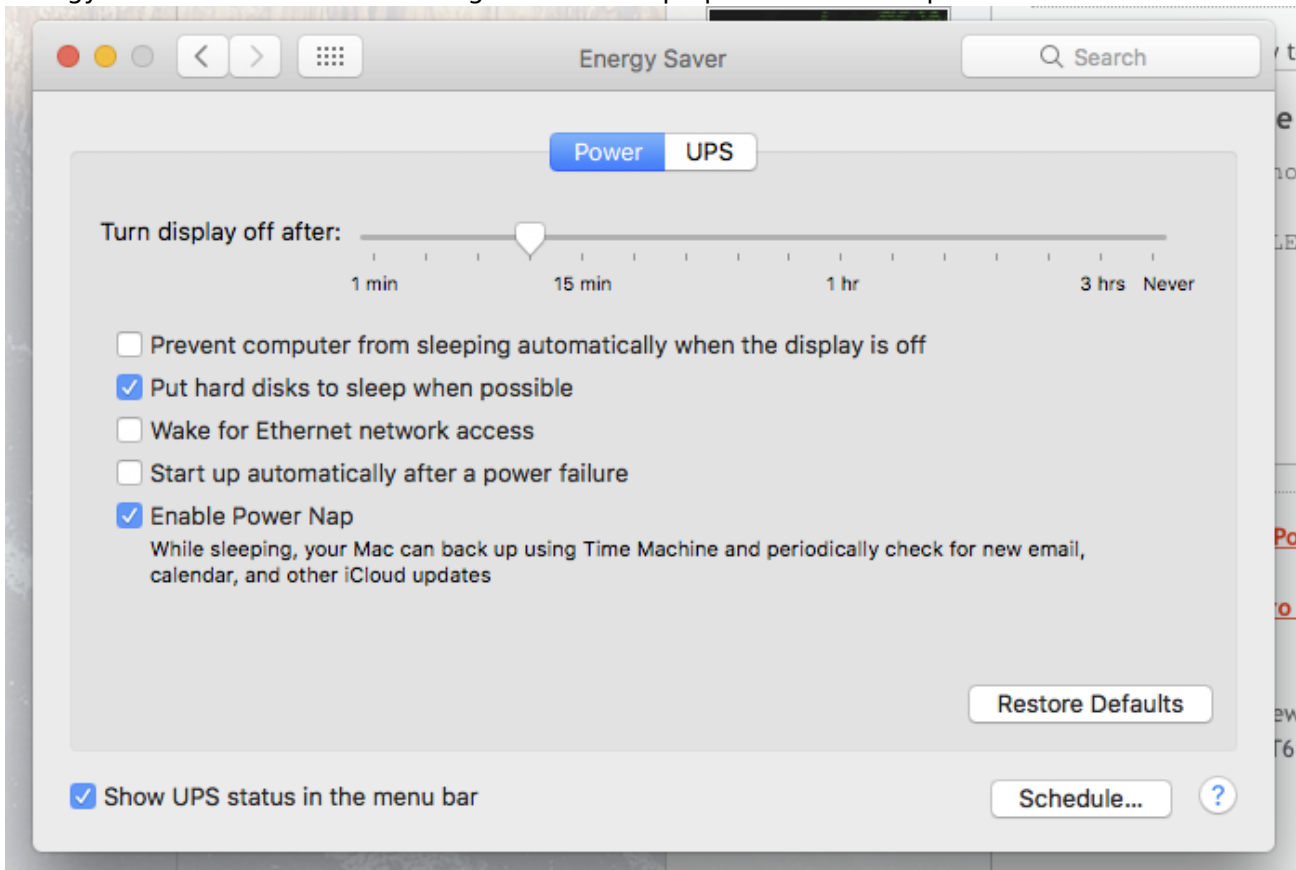 Energy Saver
Search
Power UPS
Turn display off after:
1 min 15 min 1 hr 3 hrs Never
Prevent computer from sleeping automatically when the display is off
Put hard disks to sleep when possible
Wake for Ethernet network access
Start up automatically after a power failure
Enable Power Nap
While sleeping, your Mac can back up using Time Machine and periodically check for new email,
calendar, and other iCloud updates
Restore Defaults
Show UPS status in the menu bar
Schedule... ?